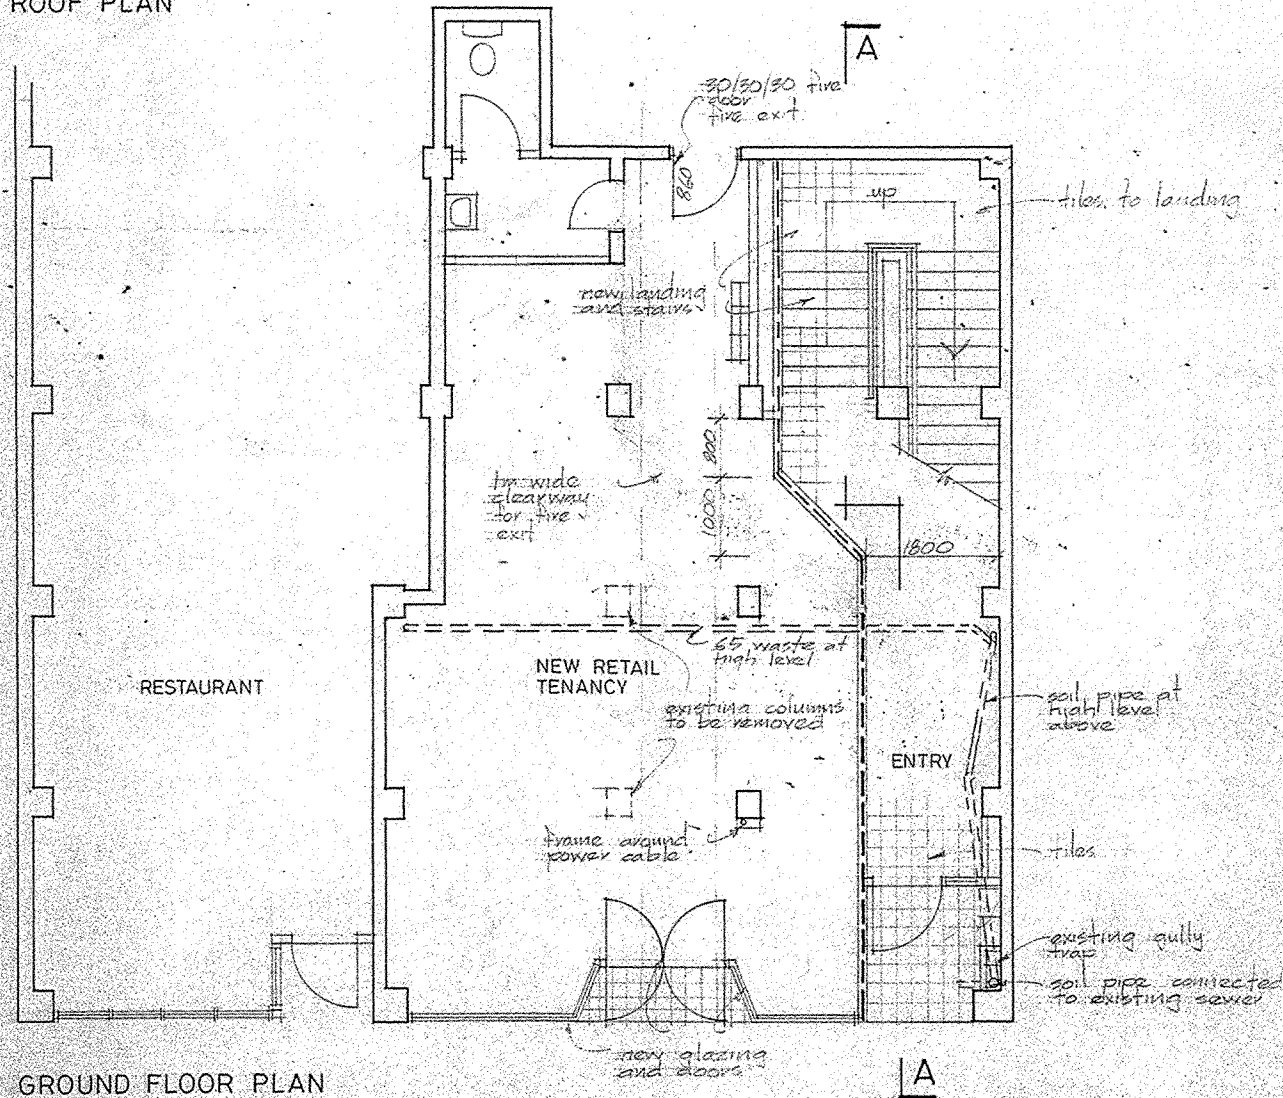 ROOF PLAN
A
30/30/30 fire
door
fire exit
860
up
tiles to landing
new landing
and stairs
800
1m wide
clearway
for fire
exit
1000
1800
65 waste at
high level
NEW RETAIL
TENANCY
RESTAURANT
existing columns
to be removed
soil pipe at
high level
above
ENTRY
frame around
power cable
tiles
existing gully
trap
soil pipe connected
to existing sewer
new glazing
and doors
GROUND FLOOR PLAN
A